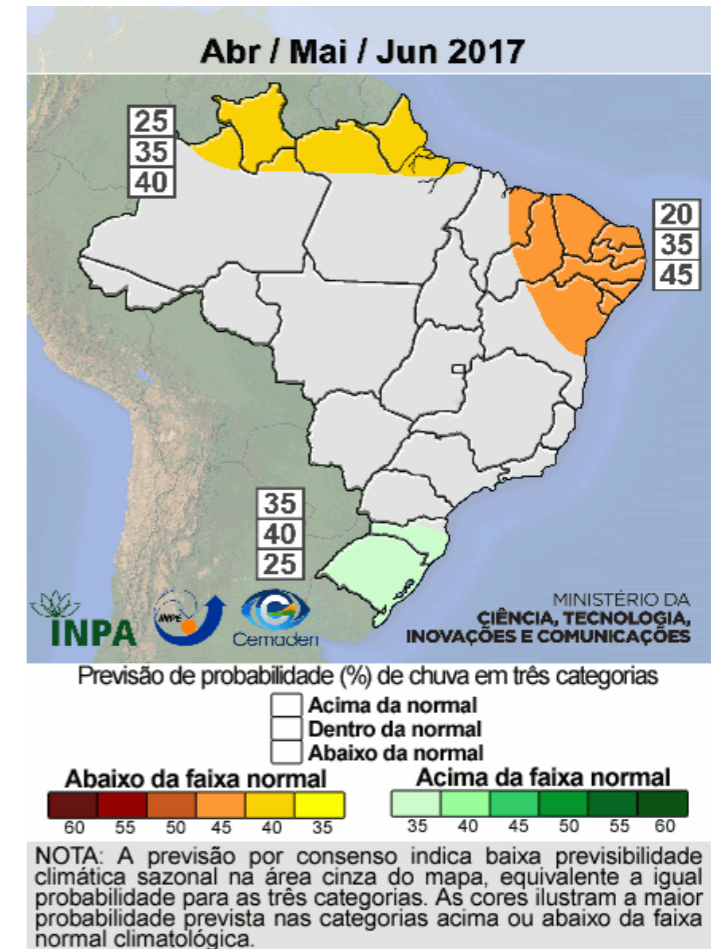 Abr / Mai / Jun 2017
25
35
40
20
35
45
35
40
25
INPA
INPE
Cemaden
MINISTÉRIO DA
CIÊNCIA, TECNOLOGIA,
INOVAÇÕES E COMUNICAÇÕES
Previsão de probabilidade (%) de chuva em três categorias
Acima da normal
Dentro da normal
Abaixo da normal
Abaixo da faixa normal
60 55 50 45 40 35
Acima da faixa normal
35 40 45 50 55 60
NOTA: A previsão por consenso indica baixa previsibilidade
climática sazonal na área cinza do mapa, equivalente a igual
probabilidade para as três categorias. As cores ilustram a maior
probabilidade prevista nas categorias acima ou abaixo da faixa
normal climatológica.